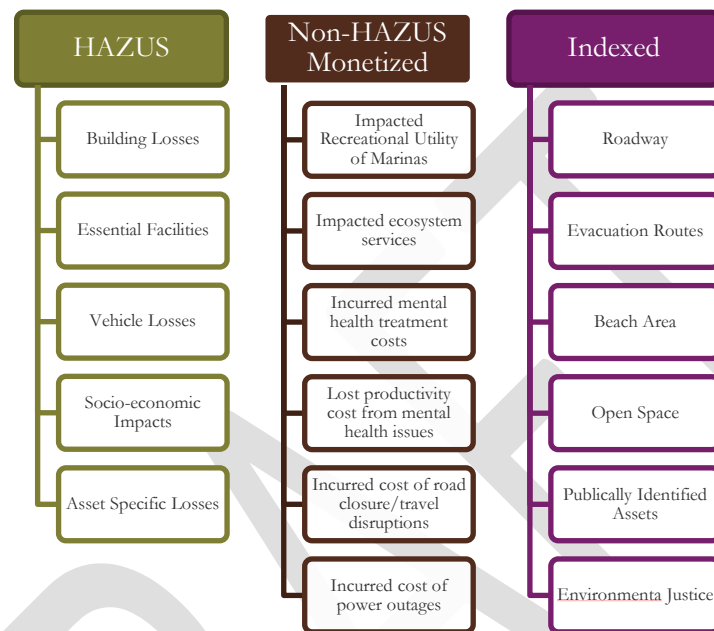 HAZUS
Building Losses
Essential Facilities
Vehicle Losses
Socio-economic
Impacts
Asset Specific Losses
Non-HAZUS
Monetized
Impacted
Recreational Utility
of Marinas
Impacted ecosystem
services
Incurred mental
health treatment
costs
Lost productivity
cost from mental
health issues
Incurred cost of road
closure/travel
disruptions
Incurred cost of
power outages
Indexed
Roadway
Evacuation Routes
Beach Area
Open Space
Publically Identified
Assets
Environmenta Justice